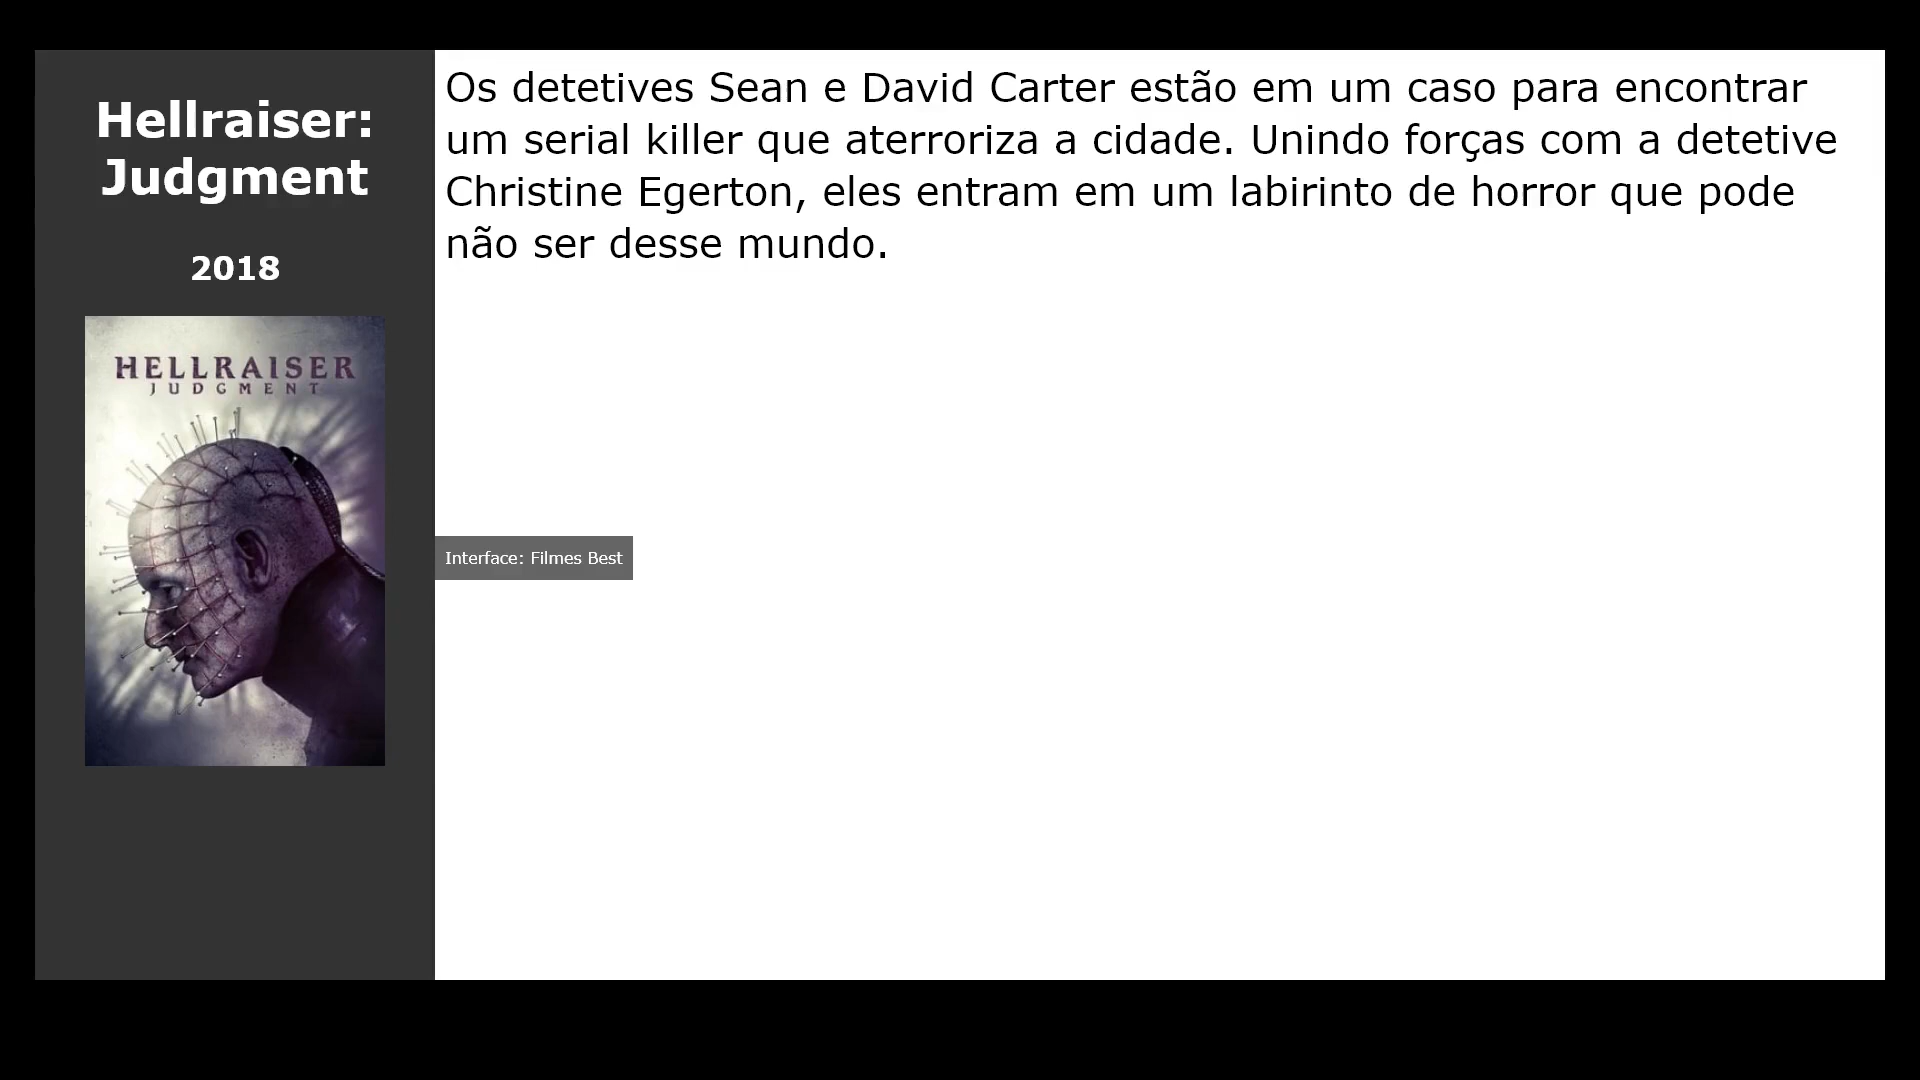 Hellraiser:
Judgment
2018
HELLRAISER
JUDGMENT
Os detetives Sean e David Carter estão em um caso para encontrar
um serial killer que aterroriza a cidade. Unindo forças com a detetive
Christine Egerton, eles entram em um labirinto de horror que pode
não ser desse mundo.
Interface: Filmes Best